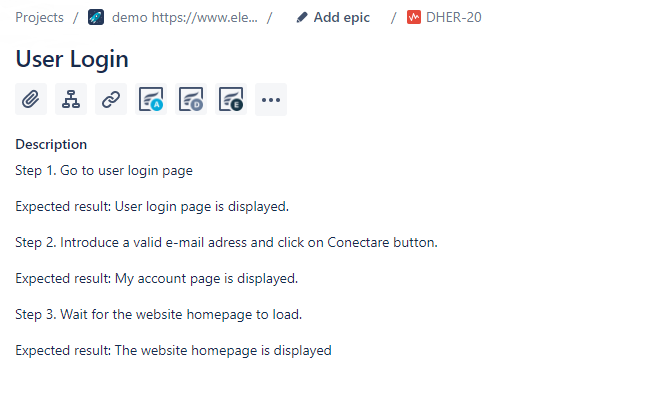 Projects / demo https://www.ele... / Add epic / DHER-20
User Login
A D E
Description
Step 1. Go to user login page
Expected result: User login page is displayed.
Step 2. Introduce a valid e-mail adress and click on Conectare button.
Expected result: My account page is displayed.
Step 3. Wait for the website homepage to load.
Expected result: The website homepage is displayed